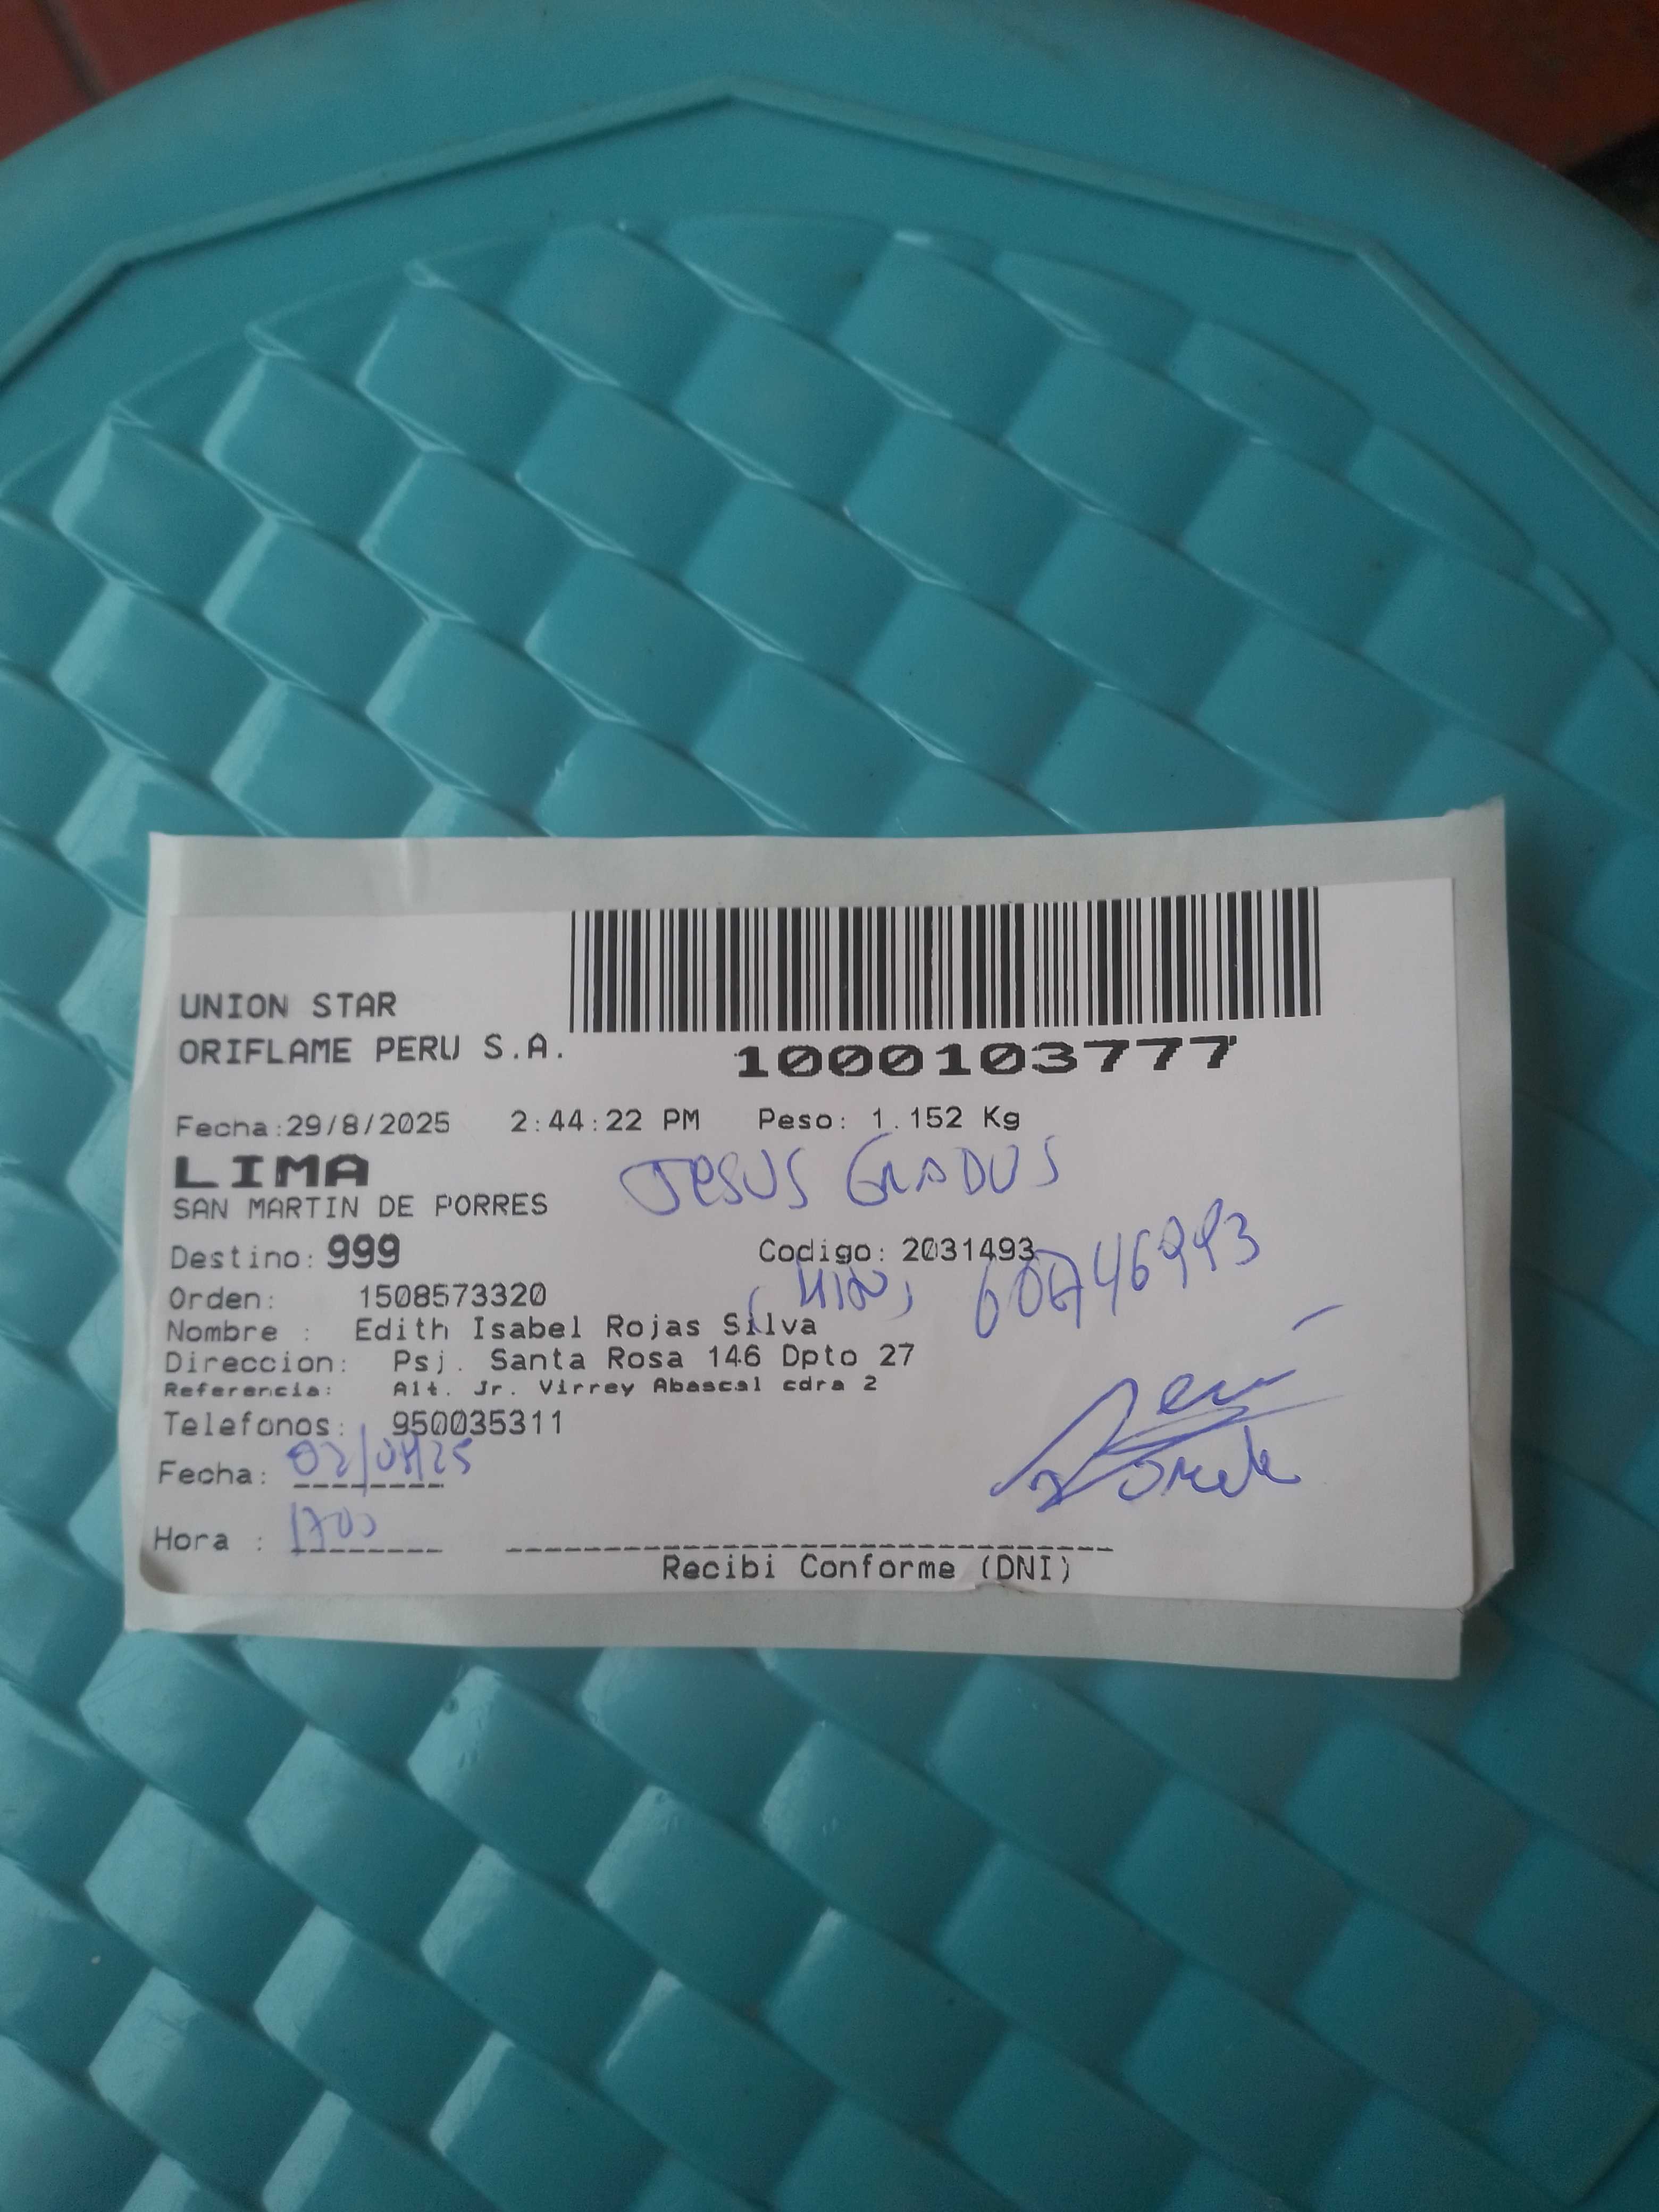 UNION STAR
ORIFLAME PERU S.A.
1000103777
Fecha:29/8/2025 2:44:22 PM Peso: 1.152 Kg
LIMA
JESUS
SAN MARTIN DE PORRES
Destino: 999 Codigo: 2031493
Orden: 1508573320
Nombre : Edith Isabel Rojas Silva
Direccion: Psj. Santa Rosa 146 Dpto 27
Referencia: Alt. Jr. Virrey Abascal cdra 2
Telefonos: 950035311
Fecha:
Hora :
Recibi Conforme (DNI)